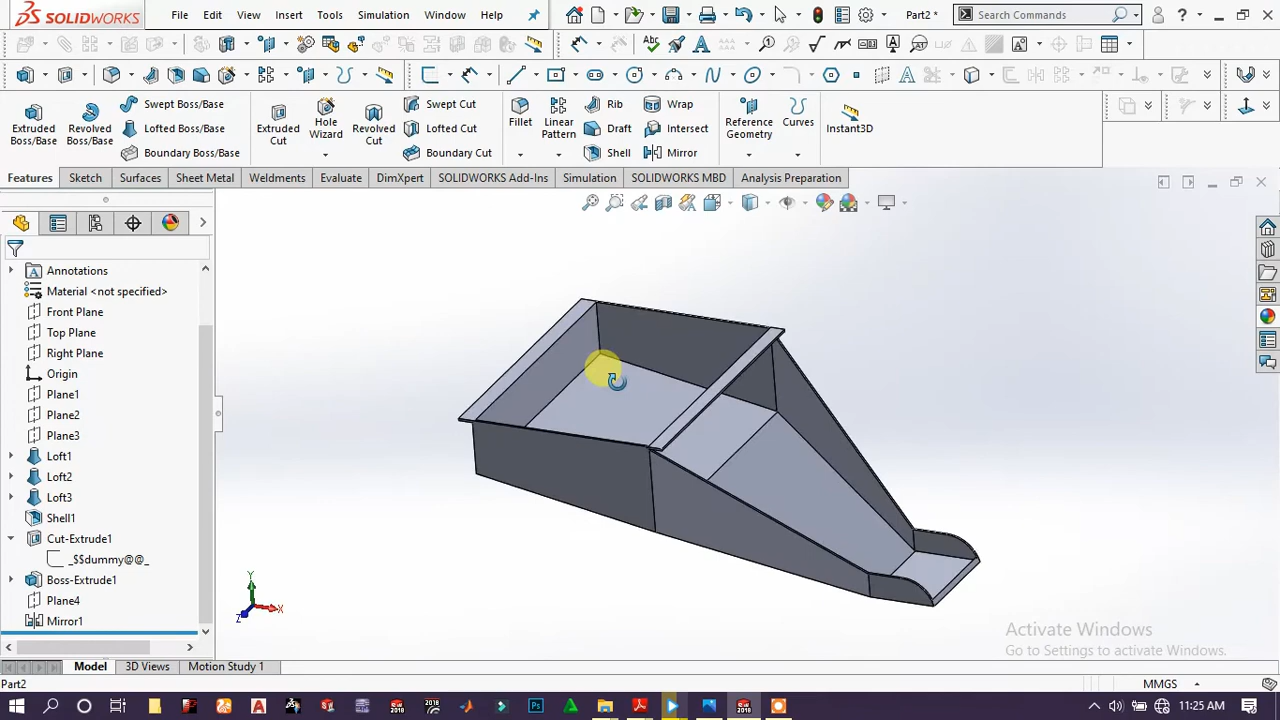 SOLIDWORKS File Edit View Insert Tools Simulation Window Help Part2 * Search Commands
Extruded Boss/Base Revolved Boss/Base Swept Boss/Base Lofted Boss/Base Boundary Boss/Base Extruded Cut Hole Wizard Revolved Cut Swept Cut Lofted Cut Boundary Cut Fillet Linear Pattern Rib Draft Shell Wrap Intersect Mirror Reference Geometry Curves Instant3D
Features Sketch Surfaces Sheet Metal Weldments Evaluate DimXpert SOLIDWORKS Add-Ins Simulation SOLIDWORKS MBD Analysis Preparation
Annotations
Material <not specified>
Front Plane
Top Plane
Right Plane
Origin
Plane1
Plane2
Plane3
Loft1
Loft2
Loft3
Shell1
Cut-Extrude1
_$$dummy@@_
Boss-Extrude1
Plane4
Mirror1
Y
X
Z
Activate Windows
Go to Settings to activate Windows.
Model 3D Views Motion Study 1
Part2 MMGS
11:25 AM